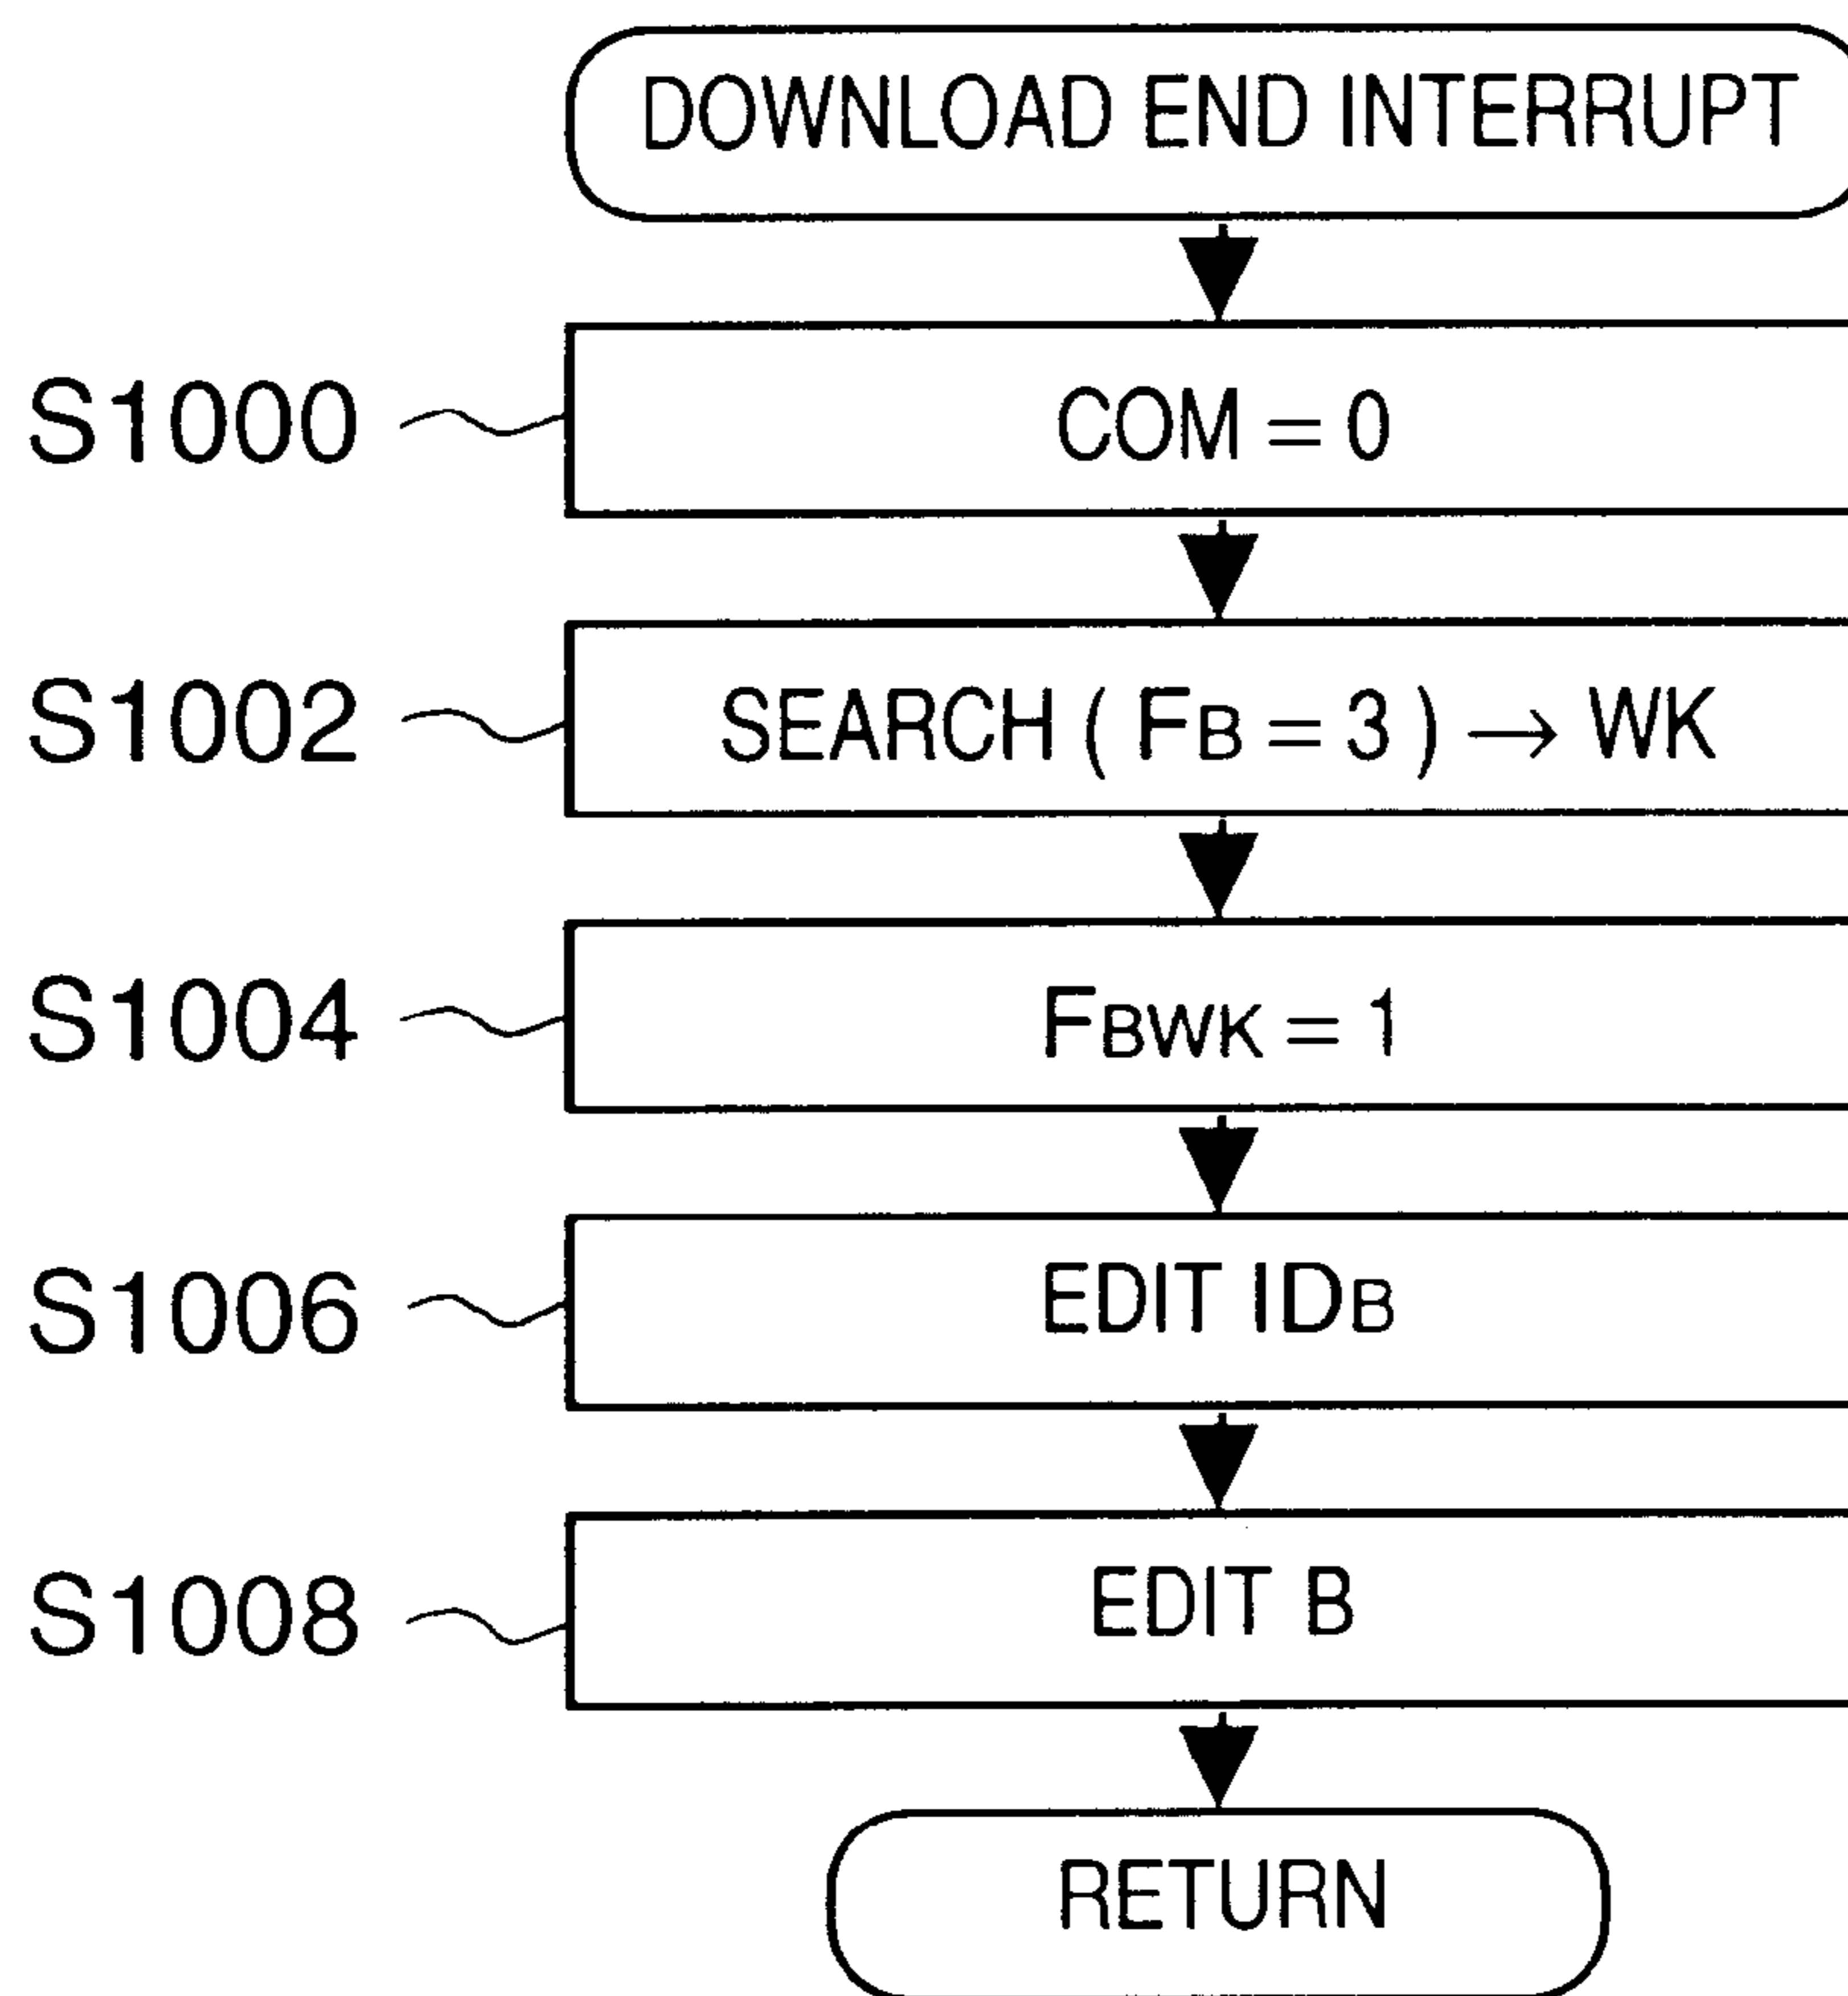 DOWNLOAD END INTERRUPT
S1000 COM = 0
S1002 SEARCH ( FB = 3 ) → WK
S1004 FBWK = 1
S1006 EDIT IDB
S1008 EDIT B
RETURN